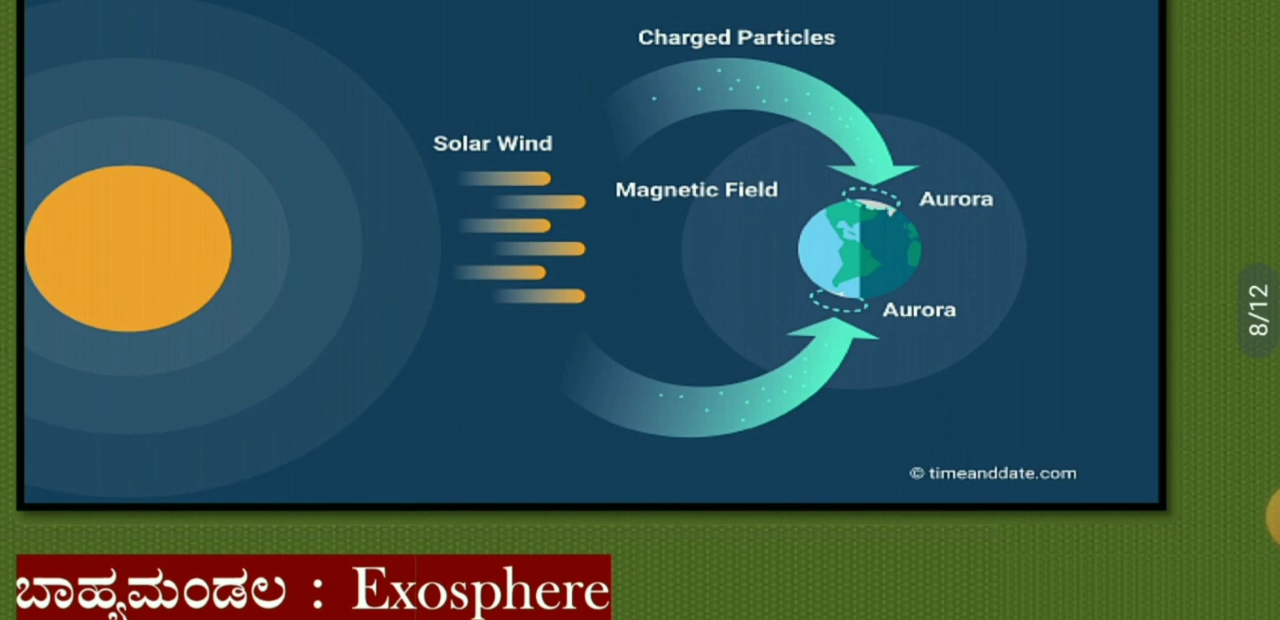 Charged Particles
Solar Wind
Magnetic Field
Aurora
Aurora
© timeanddate.com
8/12
ಬಾಹ್ಯಮಂಡಲ : Exosphere